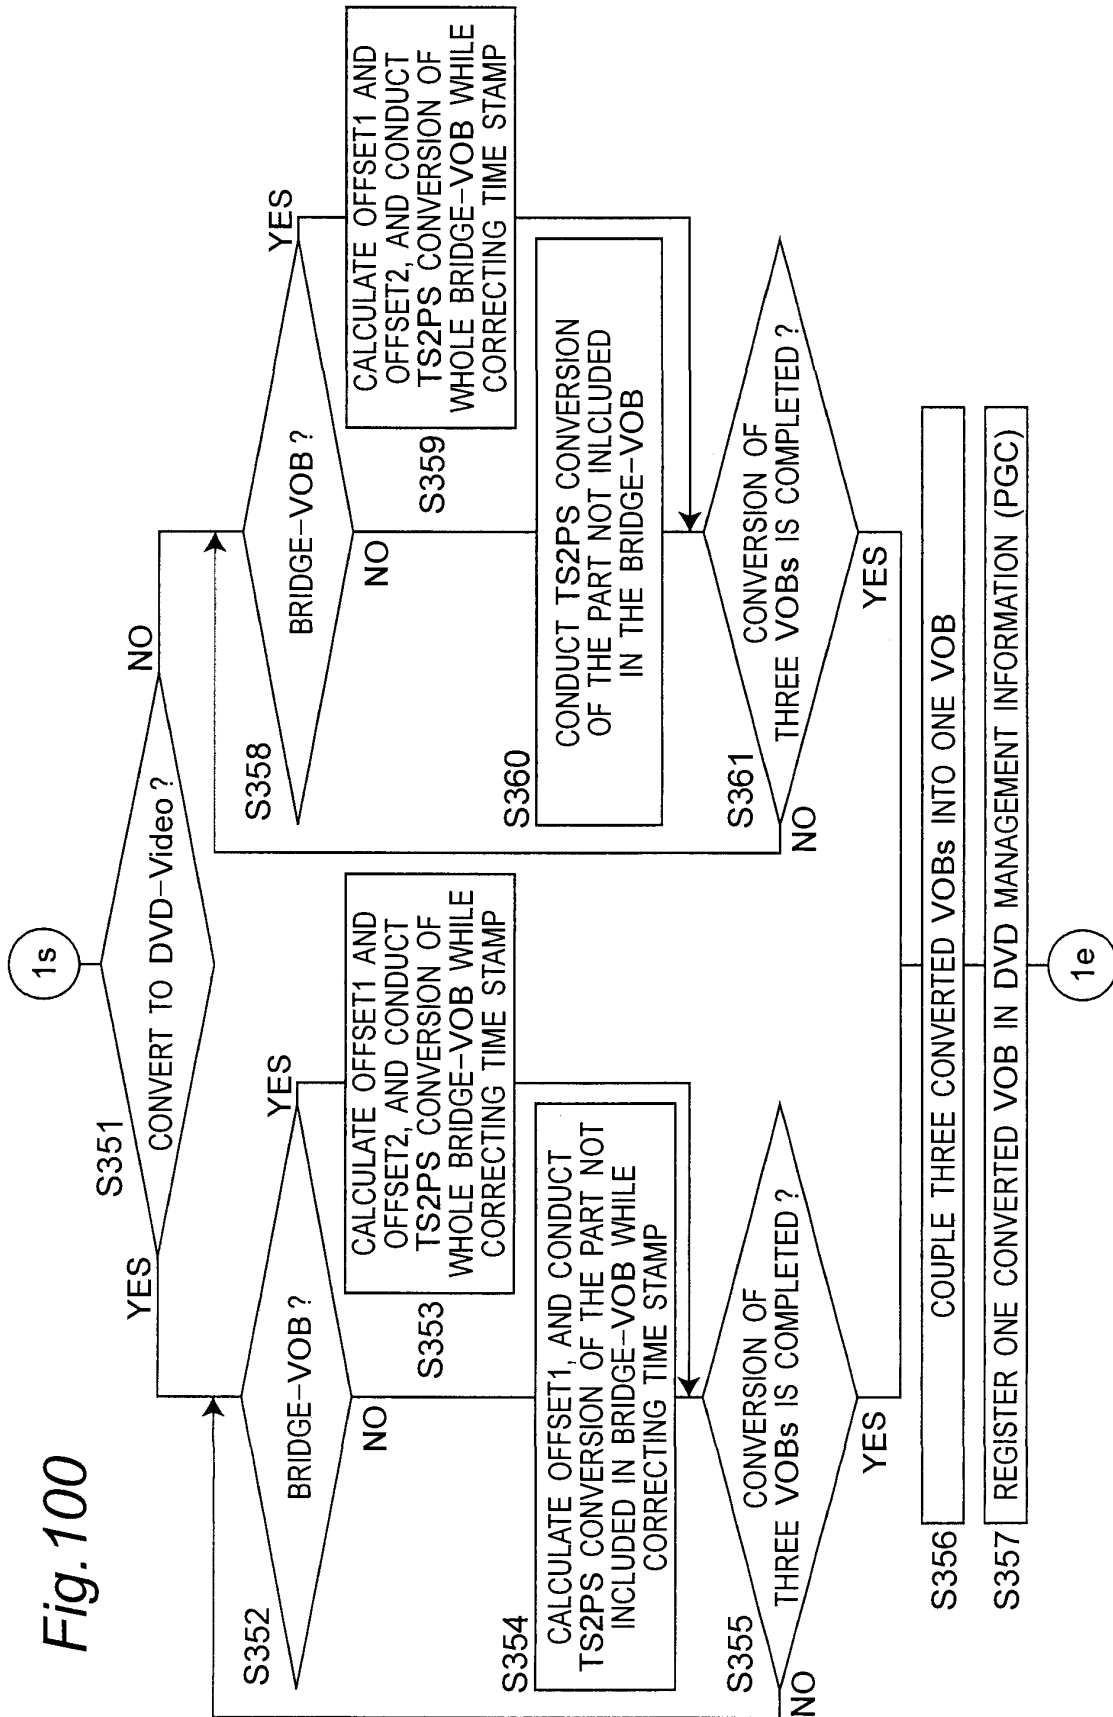 Fig.100
1s
S351
CONVERT TO DVD-Video?
YES
NO
S352
BRIDGE-VOB?
YES
NO
S353
CALCULATE OFFSET1 AND
OFFSET2, AND CONDUCT
TS2PS CONVERSION OF
WHOLE BRIDGE-VOB WHILE
CORRECTING TIME STAMP
S354
CALCULATE OFFSET1, AND CONDUCT
TS2PS CONVERSION OF THE PART NOT
INCLUDED IN BRIDGE-VOB WHILE
CORRECTING TIME STAMP
S355
CONVERSION OF
THREE VOBs IS COMPLETED?
NO
YES
S358
BRIDGE-VOB?
YES
NO
S359
CALCULATE OFFSET1 AND
OFFSET2, AND CONDUCT
TS2PS CONVERSION OF
WHOLE BRIDGE-VOB WHILE
CORRECTING TIME STAMP
S360
CONDUCT TS2PS CONVERSION
OF THE PART NOT INLCLUDED
IN THE BRIDGE-VOB
S361
CONVERSION OF
THREE VOBs IS COMPLETED?
NO
YES
S356
COUPLE THREE CONVERTED VOBs INTO ONE VOB
S357
REGISTER ONE CONVERTED VOB IN DVD MANAGEMENT INFORMATION (PGC)
1e